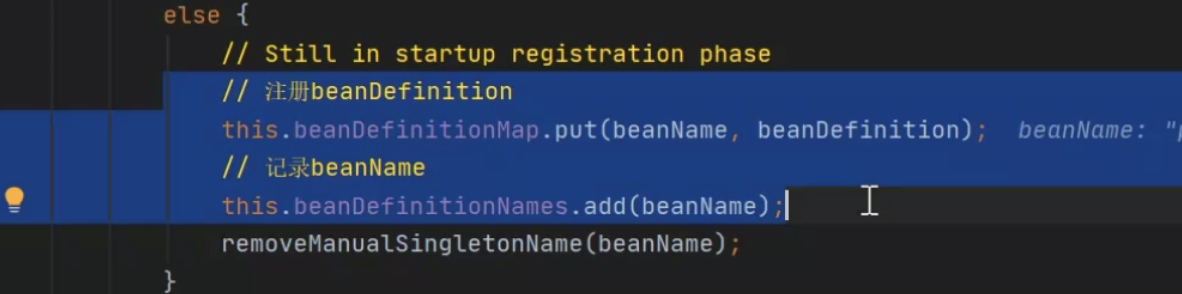 else {
// Still in startup registration phase
// 注册beanDefinition
this.beanDefinitionMap.put(beanName, beanDefinition);  beanName: "
// 记录beanName
this.beanDefinitionNames.add(beanName);
removeManualSingletonName(beanName);
}